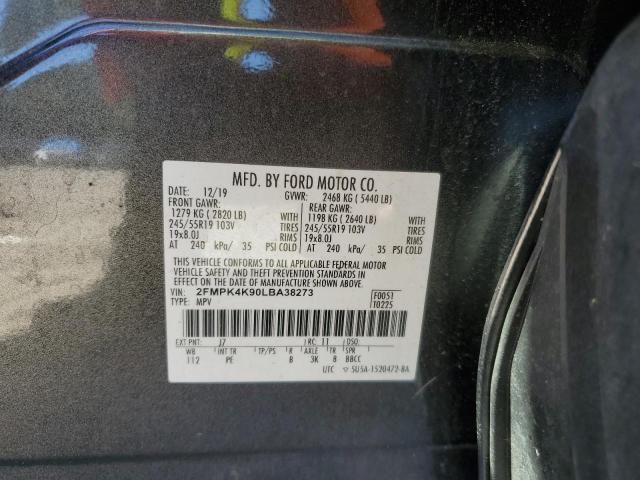 MFD. BY FORD MOTOR CO.
DATE: 12/19 GVWR: 2468 KG ( 5440 LB)
FRONT GAWR: REAR GAWR:
1279 KG ( 2820 LB) WITH 1198 KG ( 2640 LB) WITH
245/55R19 103V TIRES 245/55R19 103V TIRES
19x8.0J RIMS 19x8.0J RIMS
AT 240 kPa/ 35 PSI COLD AT 240 kPa/ 35 PSI COLD
THIS VEHICLE CONFORMS TO ALL APPLICABLE FEDERAL MOTOR
VEHICLE SAFETY AND BUMPER, AND THEFT PREVENTION STANDARDS IN
EFFECT ON THE DATE OF MANUFACTURE SHOWN ABOVE.
VIN: 2FMPK4K90LBA38273 F0051
TYPE: MPV T0225
EXT PNT: J7 RC: 11 DSO:
WB INT TR TP/PS R AXLE TR SPR
112 PE B 3K 8 BBCC
UTC 5U5A-1520472-BA